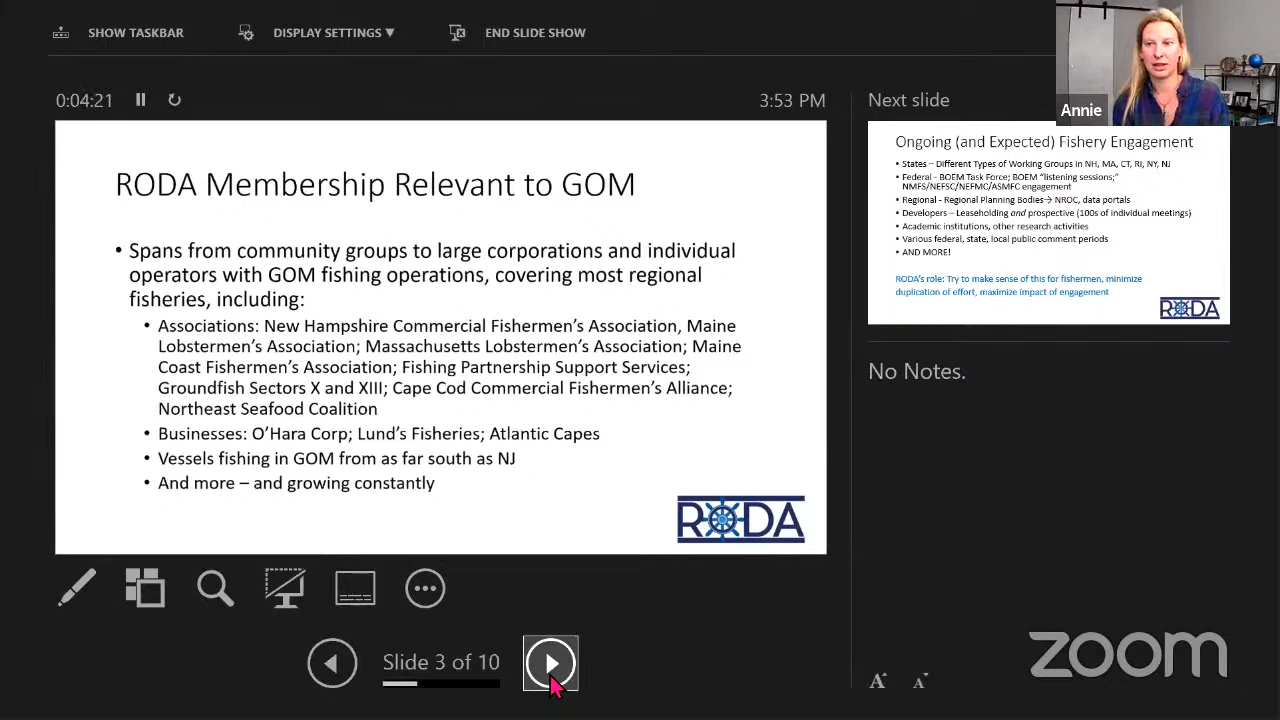 SHOW TASKBAR
DISPLAY SETTINGS ▼
END SLIDE SHOW
Annie
0:04:21
3:53 PM
RODA Membership Relevant to GOM
• Spans from community groups to large corporations and individual
operators with GOM fishing operations, covering most regional
fisheries, including:
• Associations: New Hampshire Commercial Fishermen's Association, Maine
Lobstermen's Association; Massachusetts Lobstermen's Association; Maine
Coast Fishermen's Association; Fishing Partnership Support Services;
Groundfish Sectors X and XIII; Cape Cod Commercial Fishermen's Alliance;
Northeast Seafood Coalition
• Businesses: O'Hara Corp; Lund's Fisheries; Atlantic Capes
• Vessels fishing in GOM from as far south as NJ
• And more – and growing constantly
RODA
Slide 3 of 10
Next slide
Ongoing (and Expected) Fishery Engagement
• States – Different Types of Working Groups in NH, MA, CT, RI, NY, NJ
• Federal - BOEM Task Force; BOEM "listening sessions;"
NMFS/NEFSC/NEFMC/ASMFC engagement
• Regional - Regional Planning Bodies→ NROC, data portals
• Developers – Leaseholding and prospective (100s of individual meetings)
• Academic institutions, other research activities
• Various federal, state, local public comment periods
• AND MORE!
RODA's role: Try to make sense of this for fishermen, minimize
duplication of effort, maximize impact of engagement
RODA
No Notes.
A A
zoom